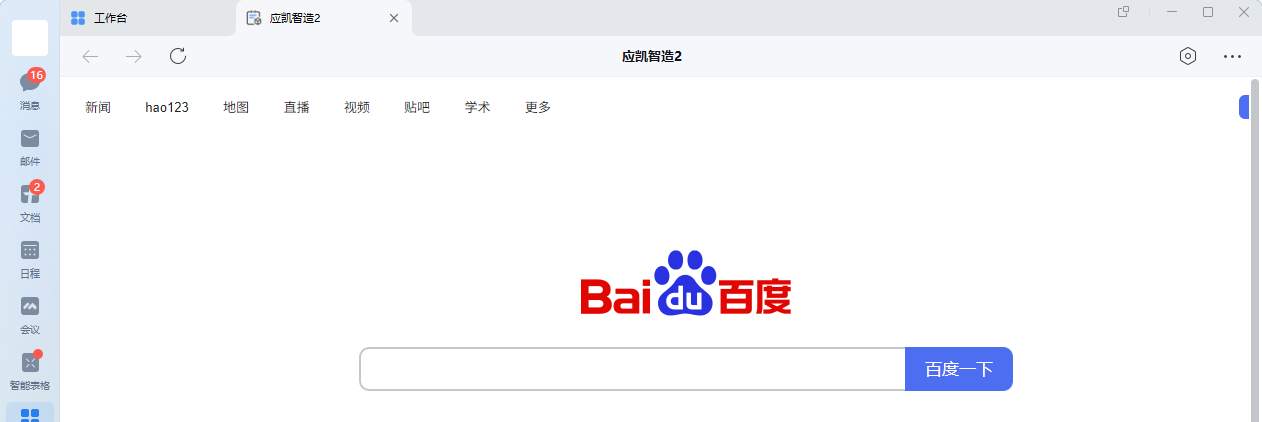 工作台
应凯智造2
应凯智造2
16
消息
邮件
2
文档
日程
会议
智能表格
新闻 hao123 地图 直播 视频 贴吧 学术 更多
Bai du 百度
百度一下